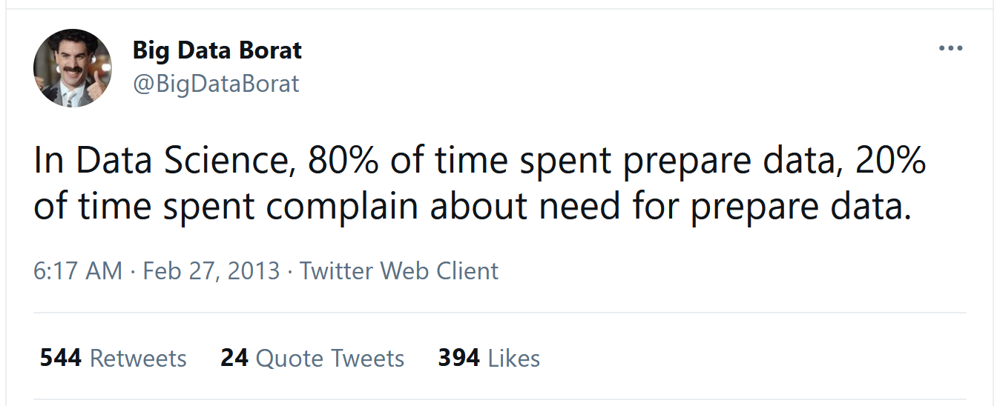 Big Data Borat
@BigDataBorat
In Data Science, 80% of time spent prepare data, 20%
of time spent complain about need for prepare data.
6:17 AM · Feb 27, 2013 · Twitter Web Client
544 Retweets 24 Quote Tweets 394 Likes